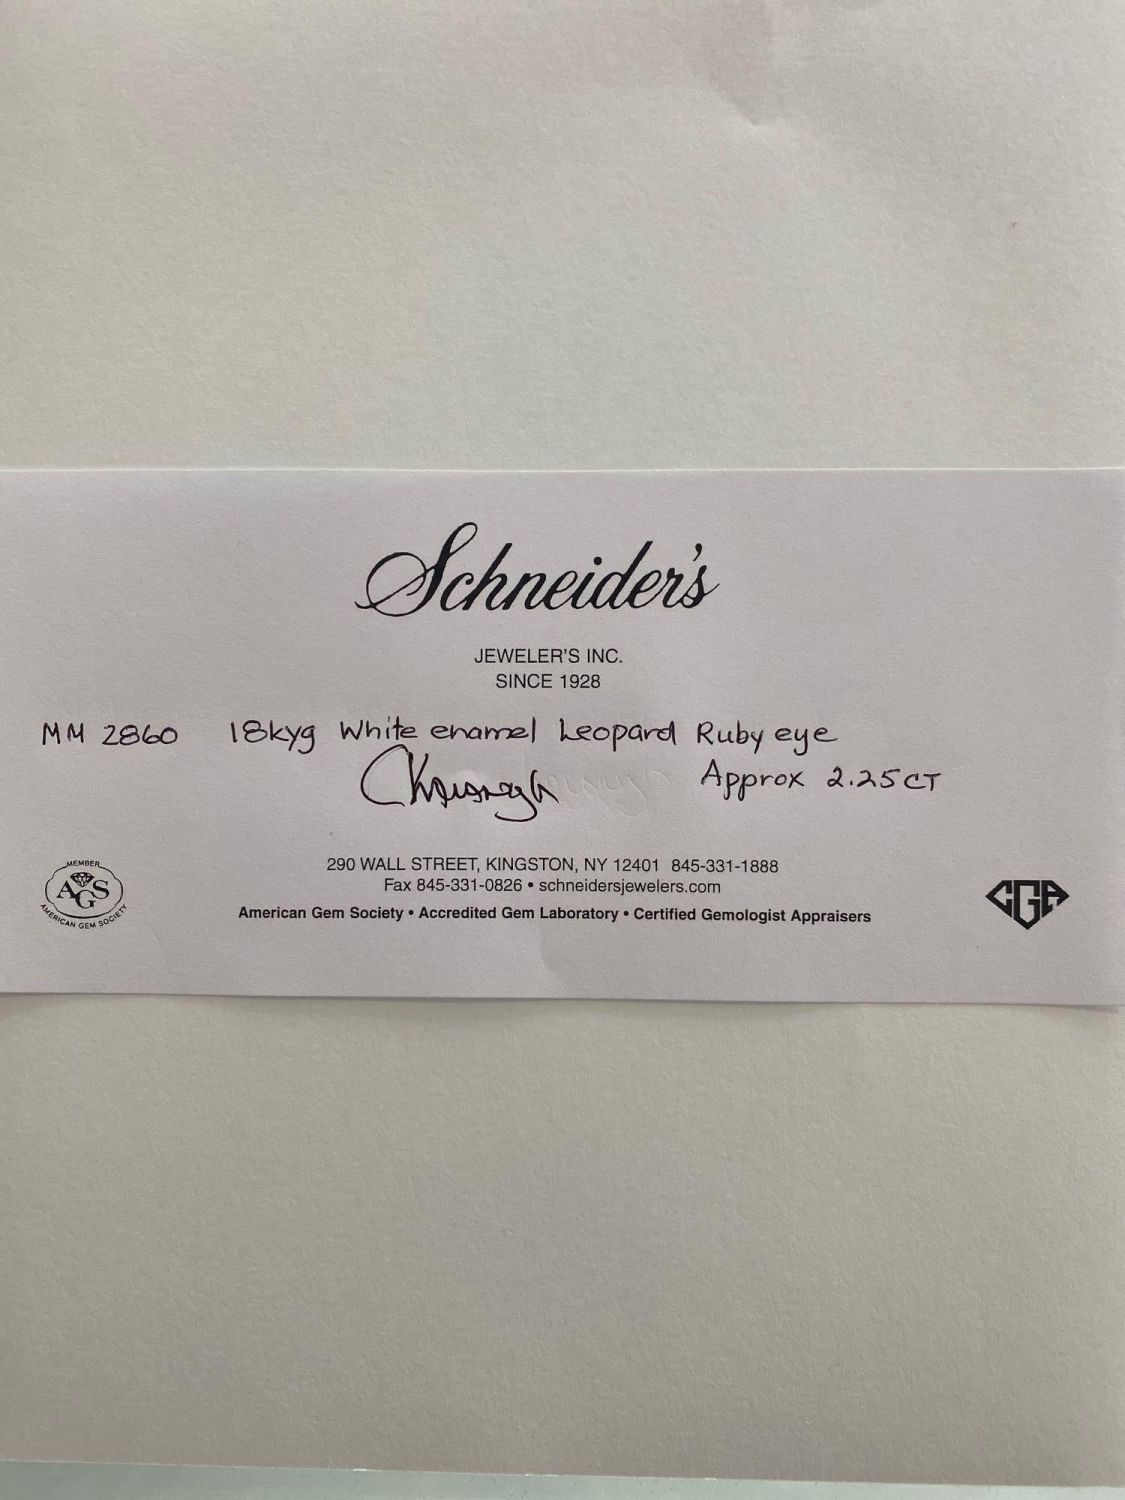 Schneider's
JEWELER'S INC.
SINCE 1928
MM 2860 18kyg White enamel Leopard Ruby eye
Approx 2.25 CT
290 WALL STREET, KINGSTON, NY 12401 845-331-1888
Fax 845-331-0826 • schneidersjewelers.com
American Gem Society • Accredited Gem Laboratory • Certified Gemologist Appraisers
MEMBER
AGS
AMERICAN GEM SOCIETY
CGA